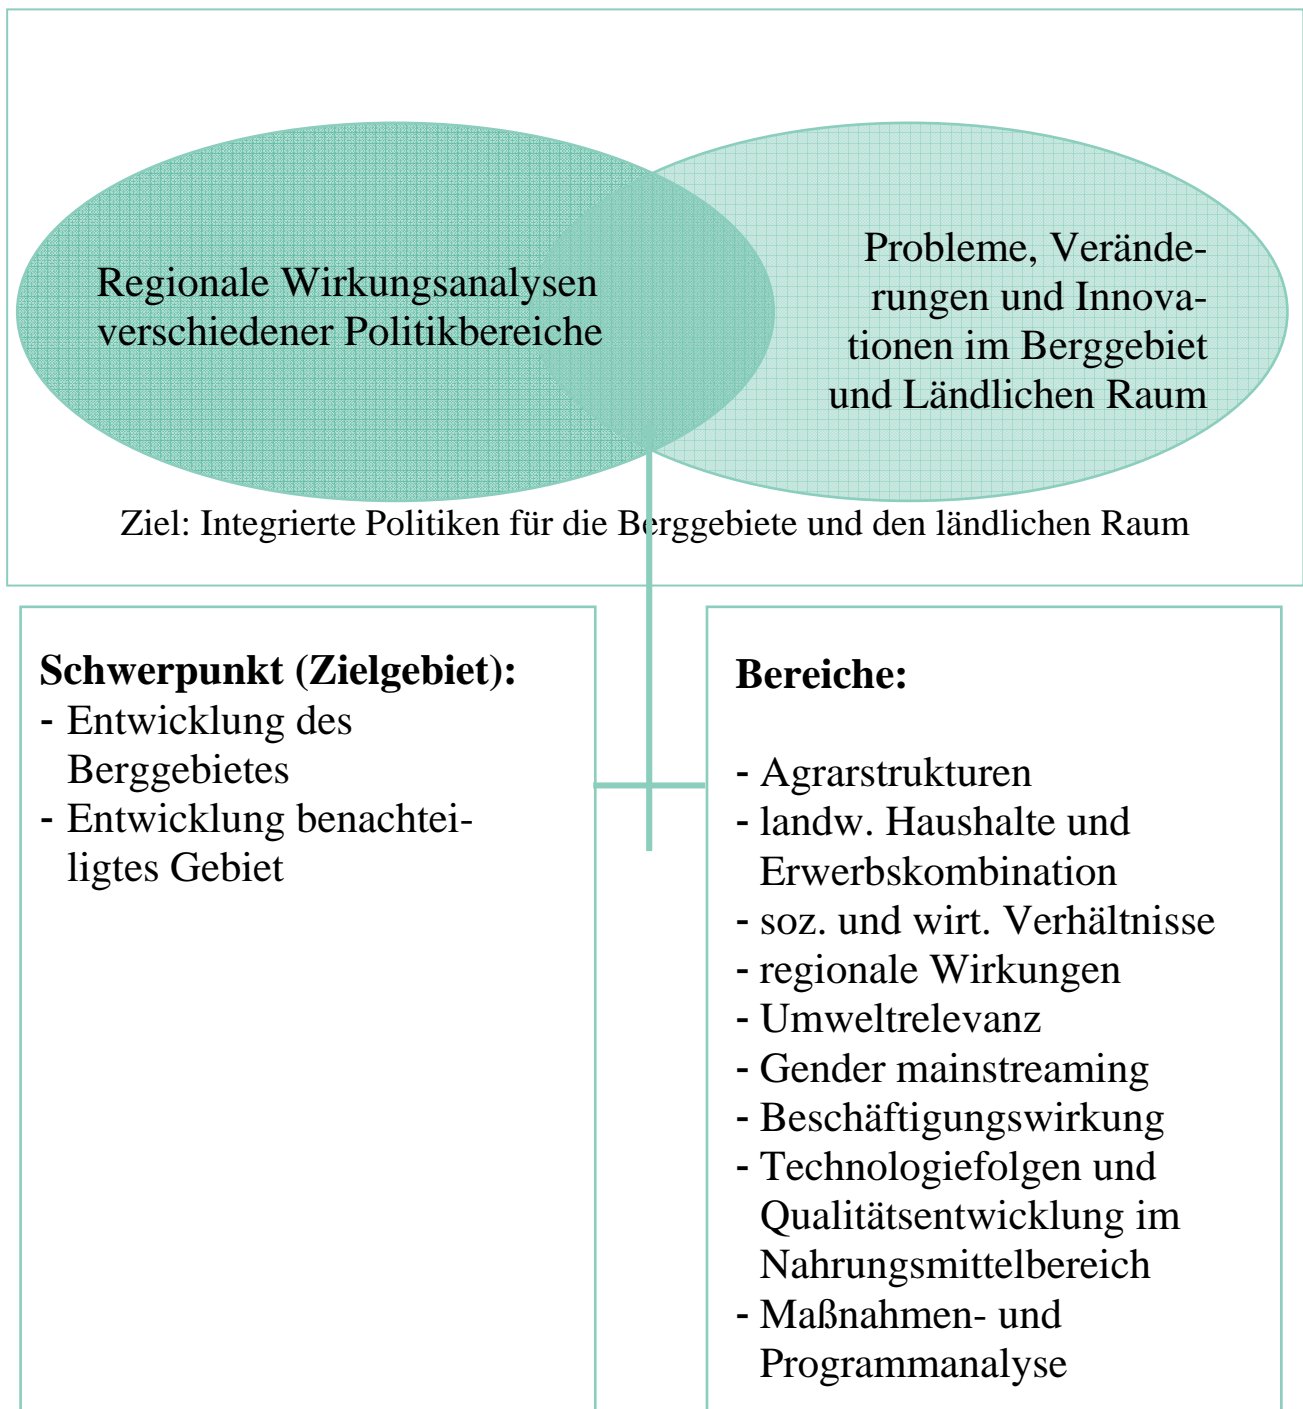 Regionale Wirkungsanalysen
verschiedener Politikbereiche
Probleme, Verände-
rungen und Innova-
tionen im Berggebiet
und Ländlichen Raum
Ziel: Integrierte Politiken für die Berggebiete und den ländlichen Raum
Schwerpunkt (Zielgebiet):
- Entwicklung des
Berggebietes
- Entwicklung benachtei-
ligtes Gebiet
Bereiche:
- Agrarstrukturen
- landw. Haushalte und
Erwerbskombination
- soz. und wirt. Verhältnisse
- regionale Wirkungen
- Umweltrelevanz
- Gender mainstreaming
- Beschäftigungswirkung
- Technologiefolgen und
Qualitätsentwicklung im
Nahrungsmittelbereich
- Maßnahmen- und
Programmanalyse